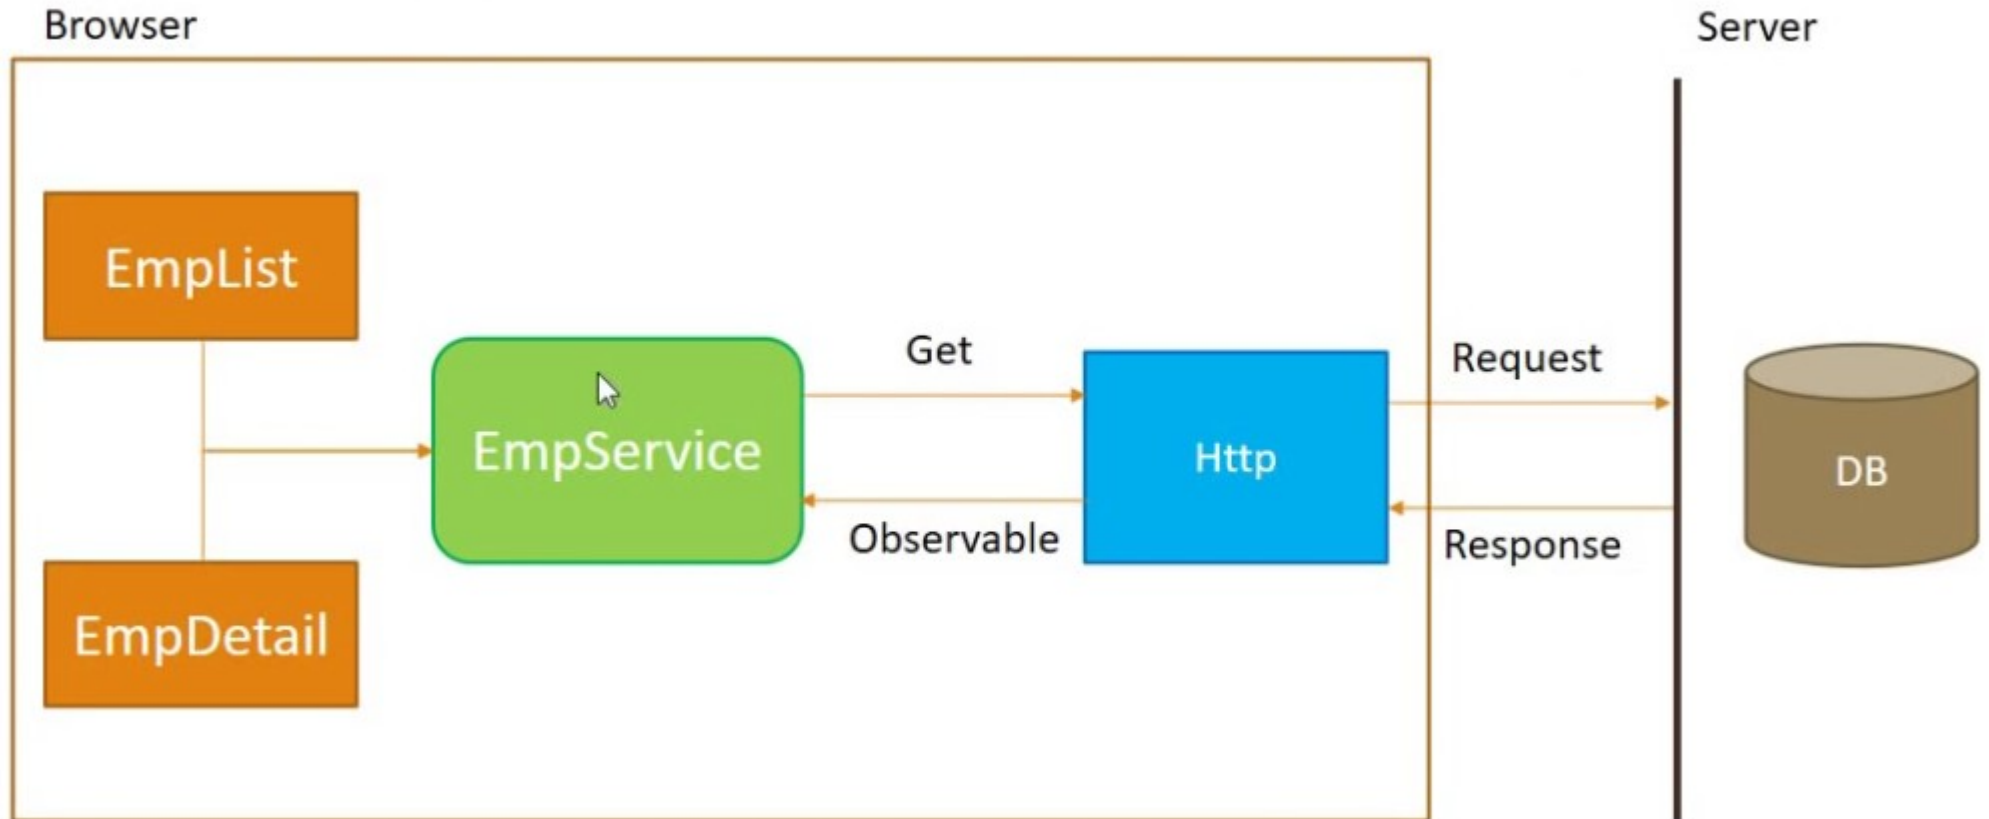 Browser
Server
EmpList
Get
Request
EmpService
Http
DB
Observable
Response
EmpDetail